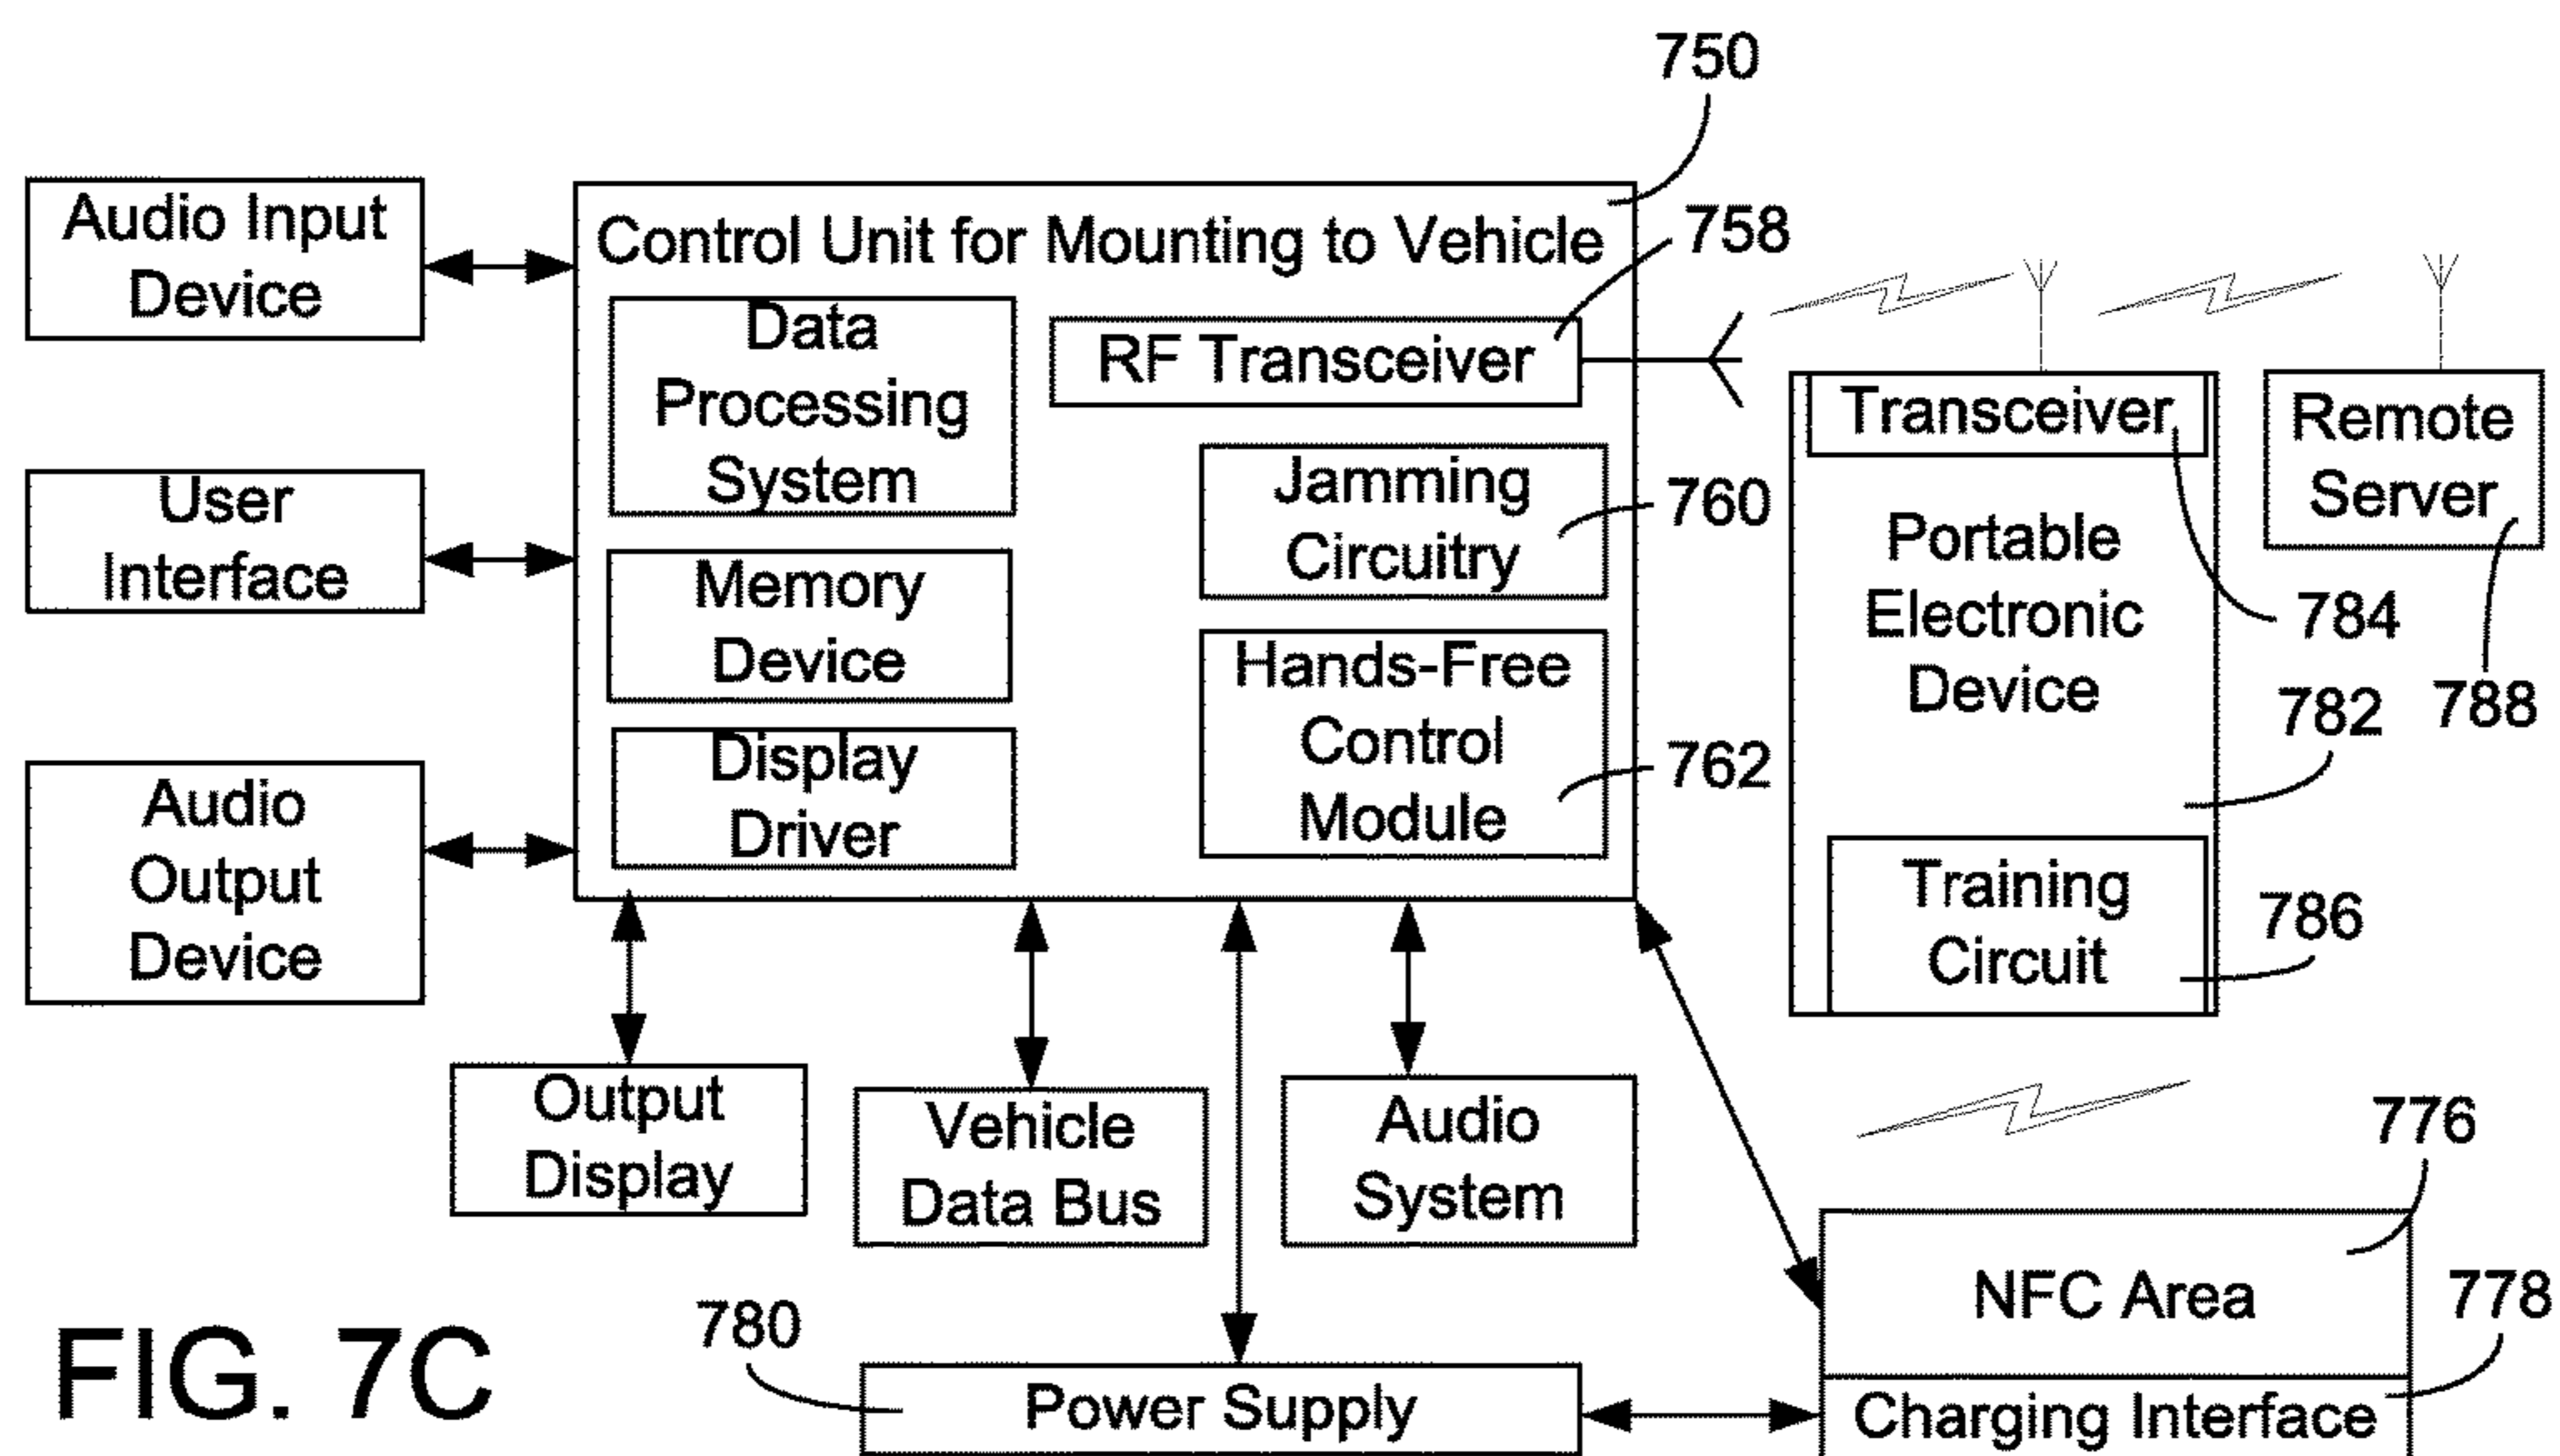 750
Audio Input
Device
Control Unit for Mounting to Vehicle
758
Data
Processing
System
RF Transceiver
Transceiver
Remote
Server
User
Interface
Jamming
Circuitry
760
Portable
Electronic
Device
784
788
Memory
Device
Hands-Free
Control
Module
762
782
Display
Driver
Audio
Output
Device
Training
Circuit
786
Output
Display
Vehicle
Data Bus
Audio
System
776
NFC Area
778
780
Power Supply
Charging Interface
FIG. 7C